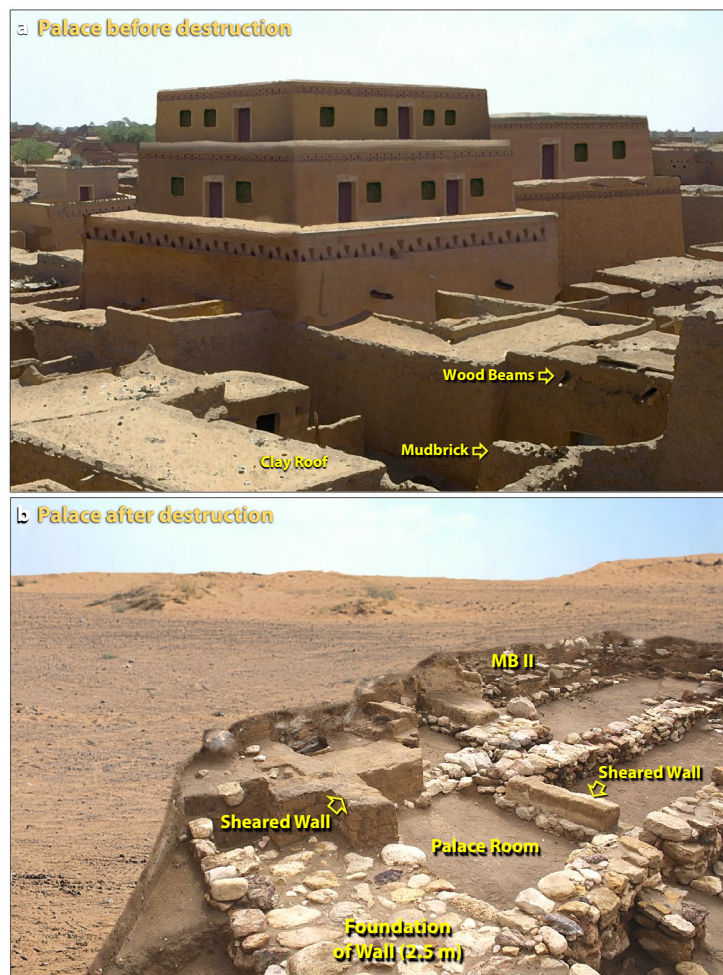 a Palace before destruction
Wood Beams
Mudbrick
Clay Roof
b Palace after destruction
MB II
Sheared Wall
Sheared Wall
Palace Room
Foundation
of Wall (2.5 m)